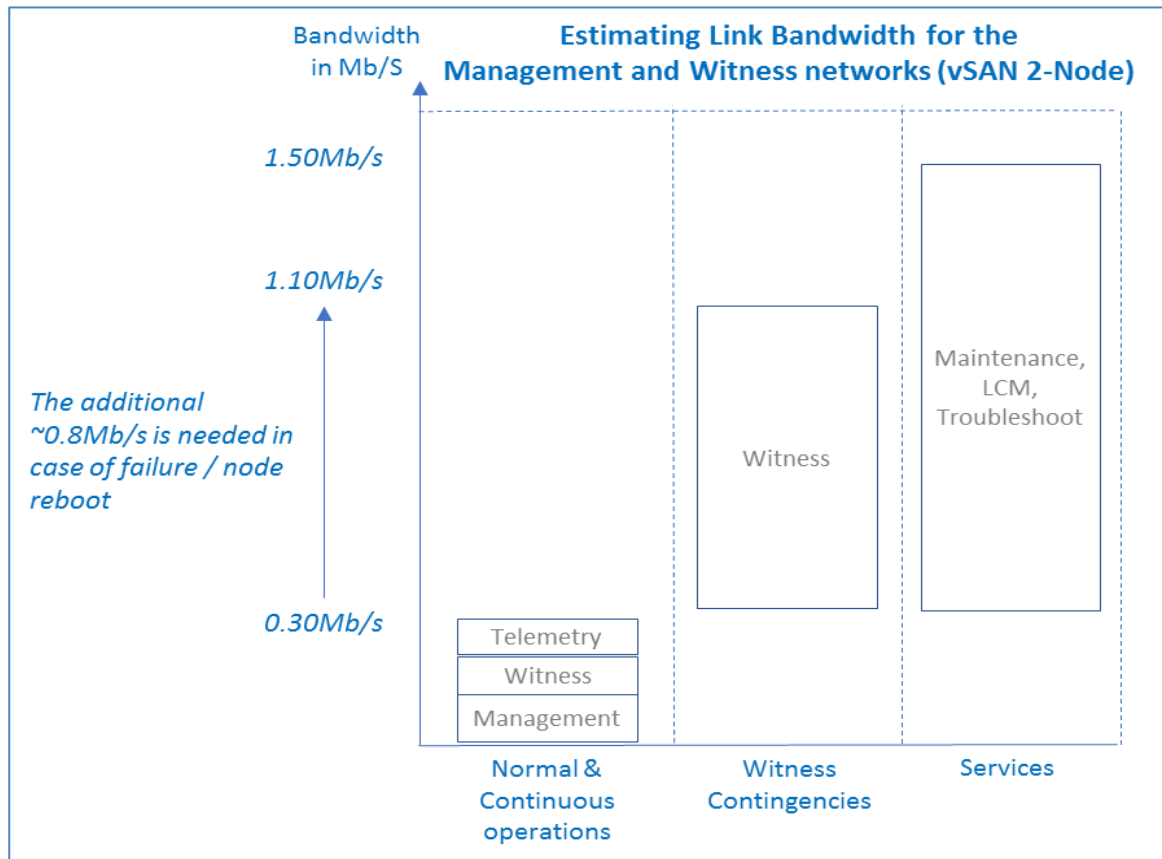 Bandwidth
in Mb/S
Estimating Link Bandwidth for the
Management and Witness networks (vSAN 2-Node)
1.50Mb/s
1.10Mb/s
The additional
~0.8Mb/s is needed in
case of failure / node
reboot
0.30Mb/s
Telemetry
Witness
Management
Witness
Maintenance,
LCM,
Troubleshoot
Normal &
Continuous
operations
Witness
Contingencies
Services